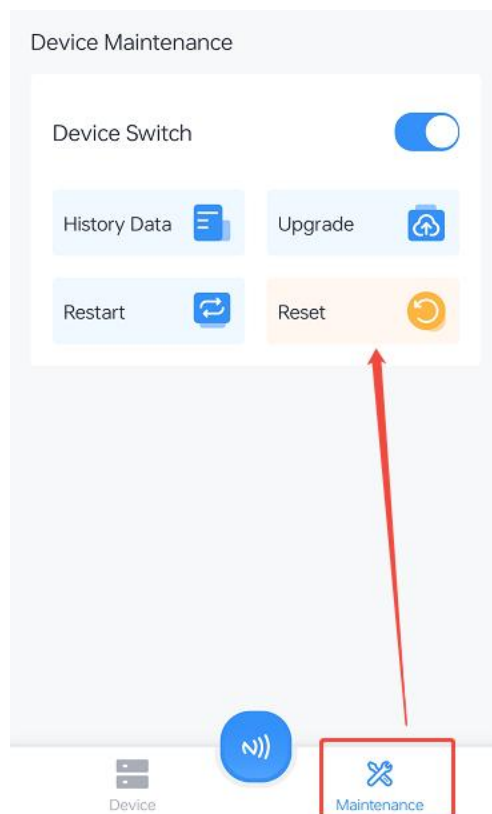 Device Maintenance
Device Switch
History Data
Upgrade
Restart
Reset
Device
Maintenance